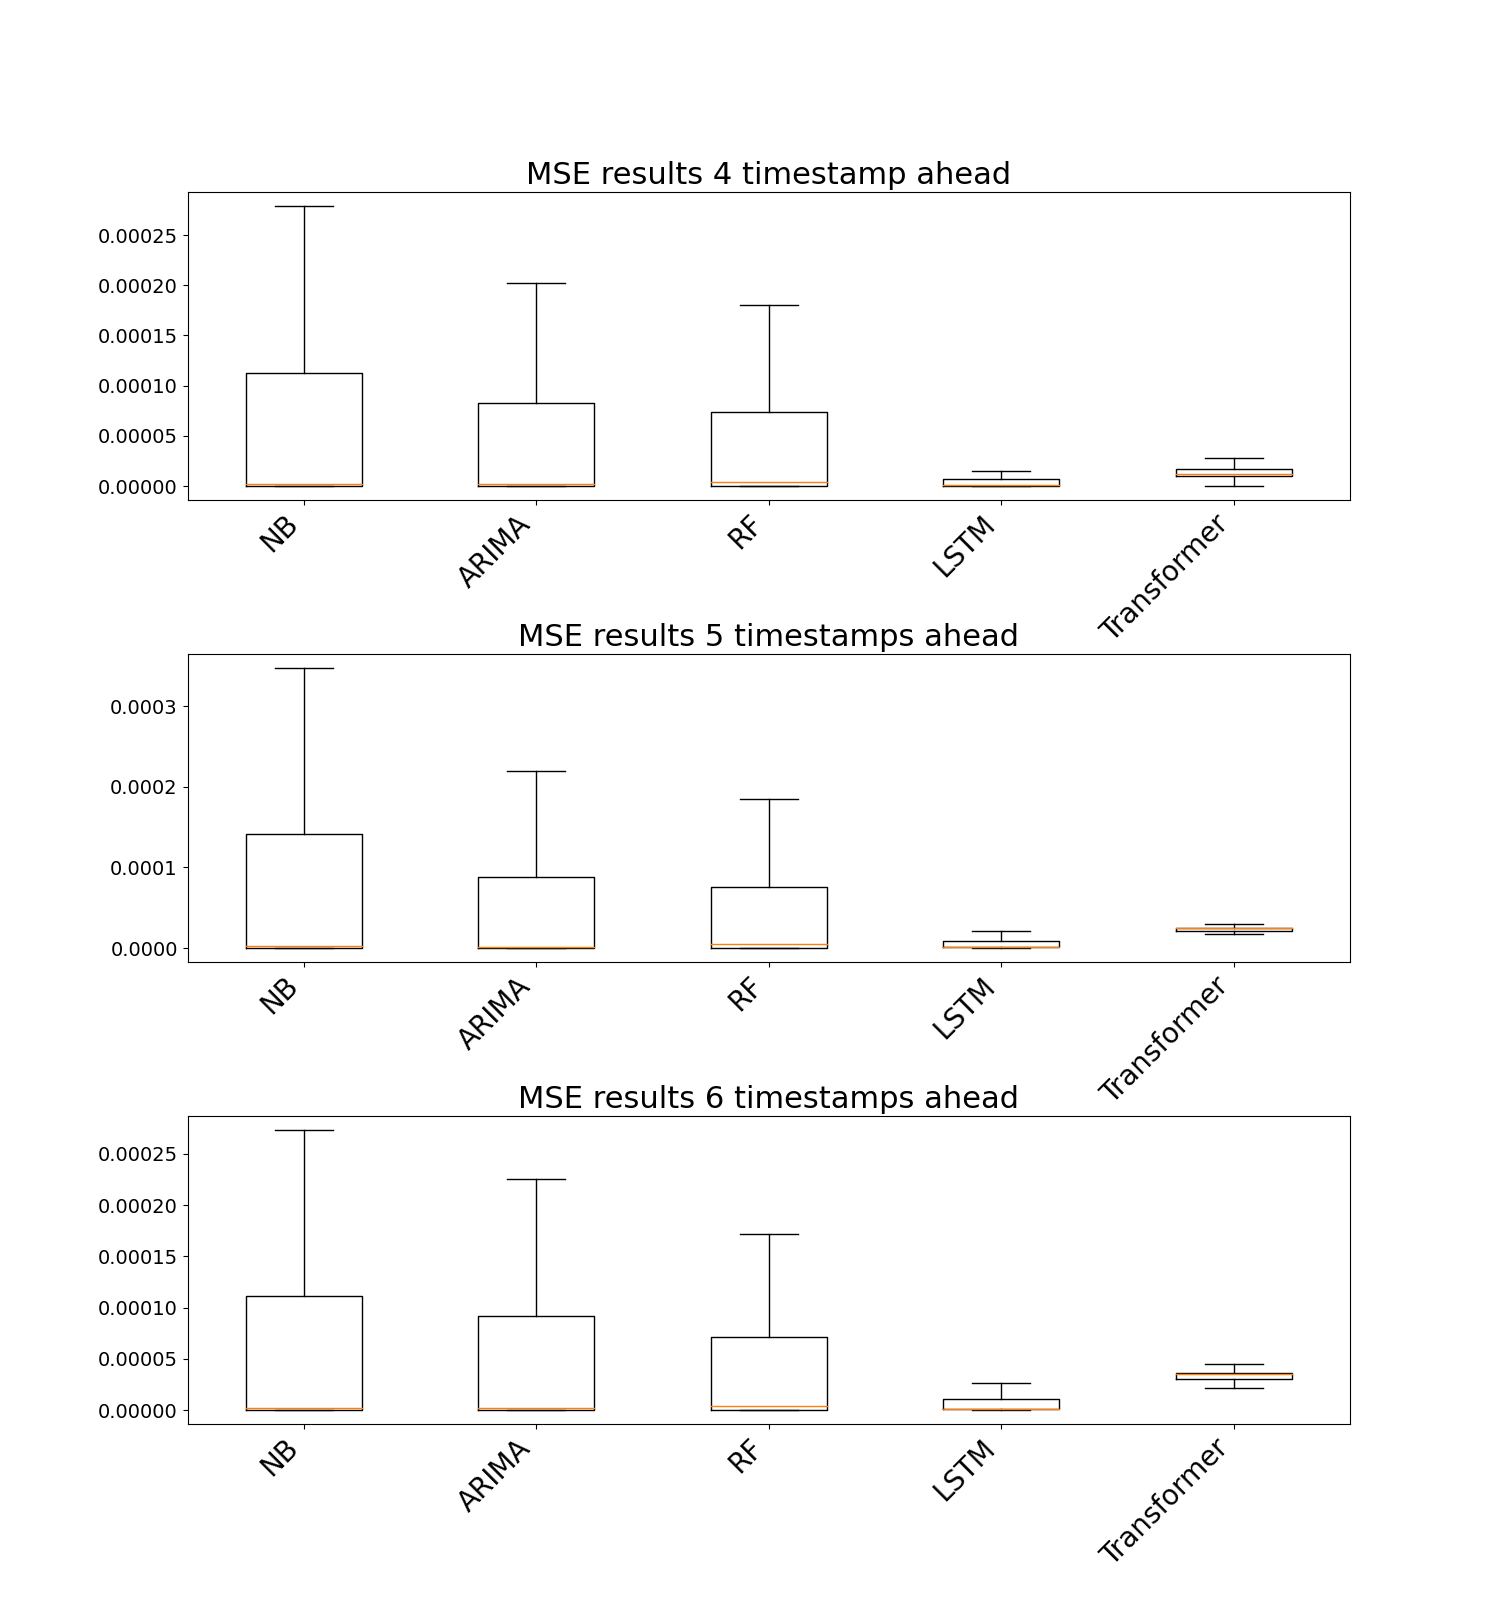 MSE results 4 timestamp ahead
0.00025
0.00020
0.00015
0.00010
0.00005
0.00000
NB
ARIMA
RF
LSTM
Transformer
MSE results 5 timestamps ahead
0.0003
0.0002
0.0001
0.0000
NB
ARIMA
RF
LSTM
Transformer
MSE results 6 timestamps ahead
0.00025
0.00020
0.00015
0.00010
0.00005
0.00000
NB
ARIMA
RF
LSTM
Transformer